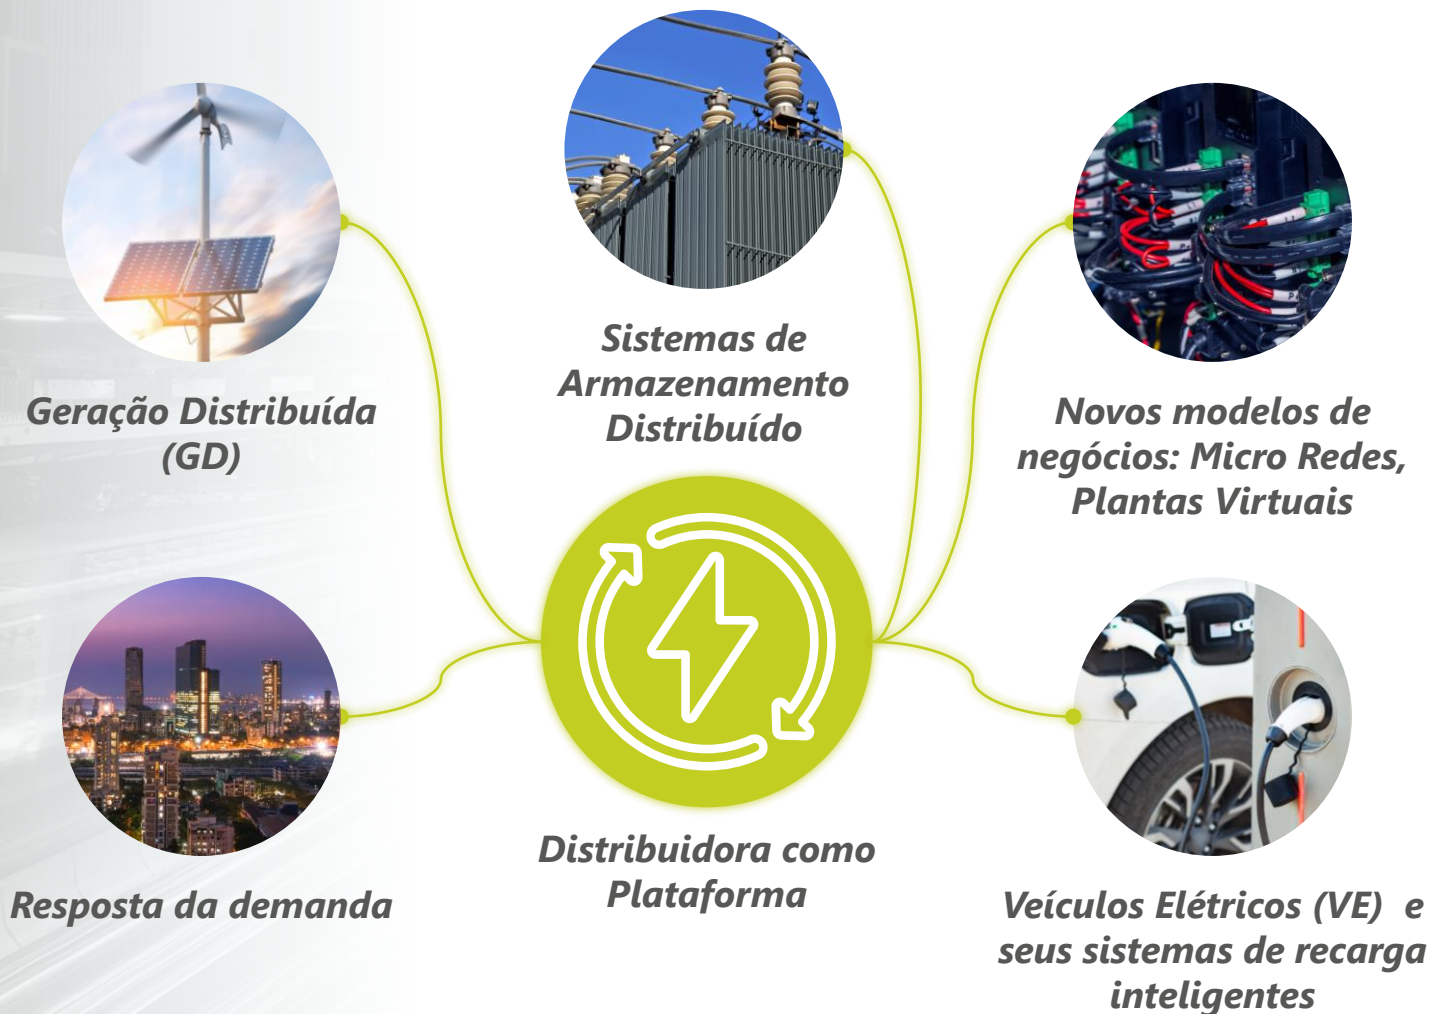 Geração Distribuída
(GD)
Sistemas de
Armazenamento
Distribuído
Novos modelos de
negócios: Micro Redes,
Plantas Virtuais
Resposta da demanda
Distribuidora como
Plataforma
Veículos Elétricos (VE)  e
seus sistemas de recarga
inteligentes